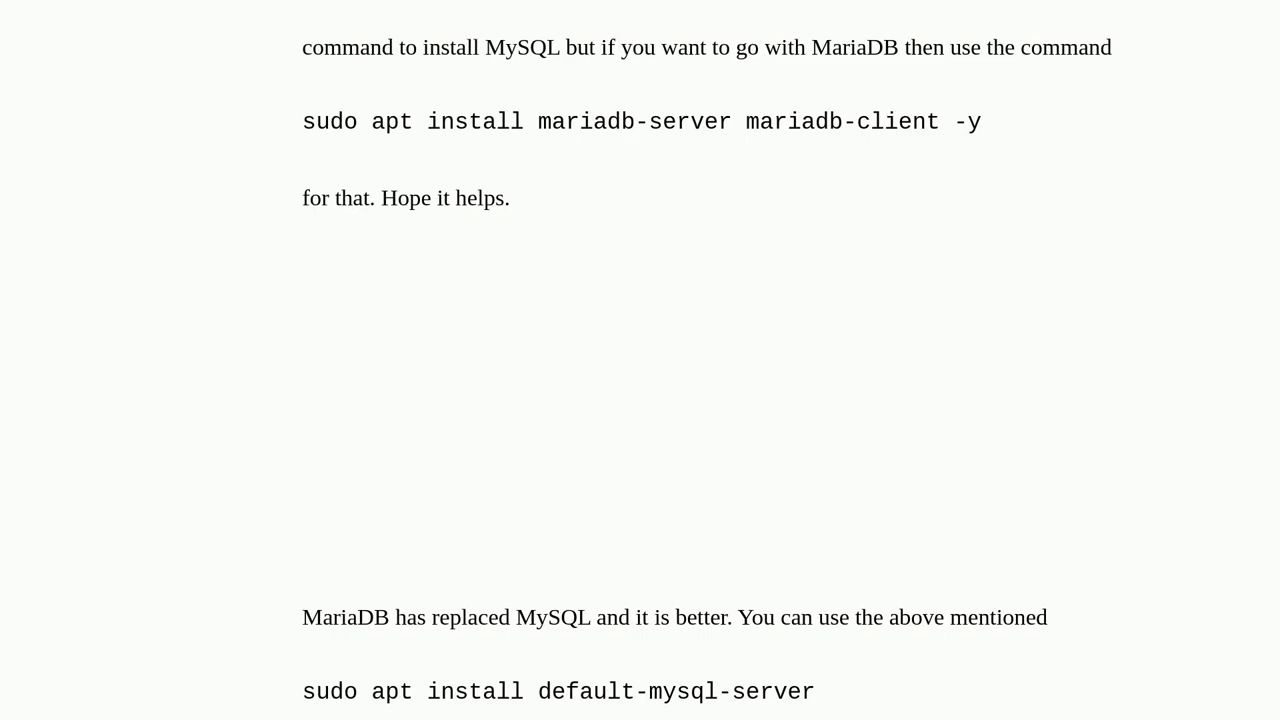 command to install MySQL but if you want to go with MariaDB then use the command
sudo apt install mariadb-server mariadb-client -y
for that. Hope it helps.
MariaDB has replaced MySQL and it is better. You can use the above mentioned
sudo apt install default-mysql-server